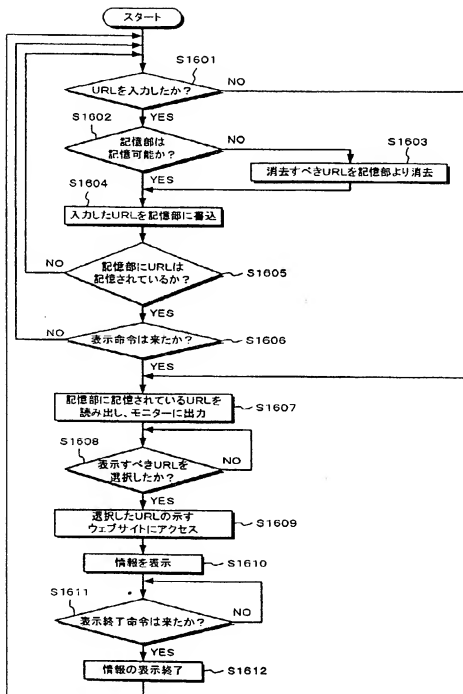 スタート
S1601
URLを入力したか?
NO
YES
S1602
記憶部は
記憶可能か?
NO
S1603
消去すべきURLを記憶部より消去
YES
S1604
入力したURLを記憶部に書込
NO
記憶部にURLは
記憶されているか?
S1605
YES
NO
表示命令は来たか?
S1606
YES
記憶部に記憶されているURLを
読み出し、モニターに出力
S1607
S1608
表示すべきURLを
選択したか?
NO
YES
選択したURLの示す
ウェブサイトにアクセス
S1609
情報を表示
S1610
S1611
表示終了命令は来たか?
NO
YES
情報の表示終了
S1612